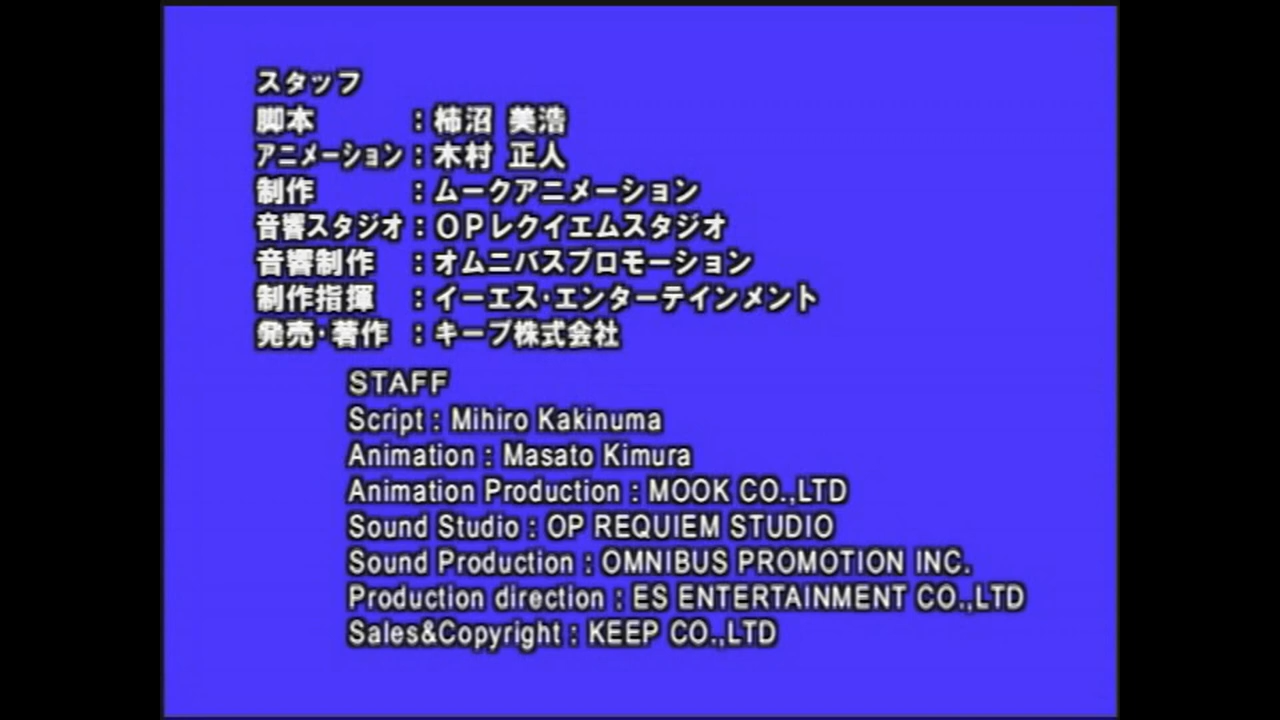 スタッフ
脚本　　　　：柿沼 美浩
アニメーション：木村 正人
制作　　　　：ムークアニメーション
音響スタジオ：OPレクイエムスタジオ
音響制作　：オムニバスプロモーション
制作指揮　：イーエス・エンターテインメント
発売・著作　：キープ株式会社
STAFF
Script : Mihiro Kakinuma
Animation : Masato Kimura
Animation Production : MOOK CO.,LTD
Sound Studio : OP REQUIEM STUDIO
Sound Production : OMNIBUS PROMOTION INC.
Production direction : ES ENTERTAINMENT CO.,LTD
Sales&Copyright : KEEP CO.,LTD